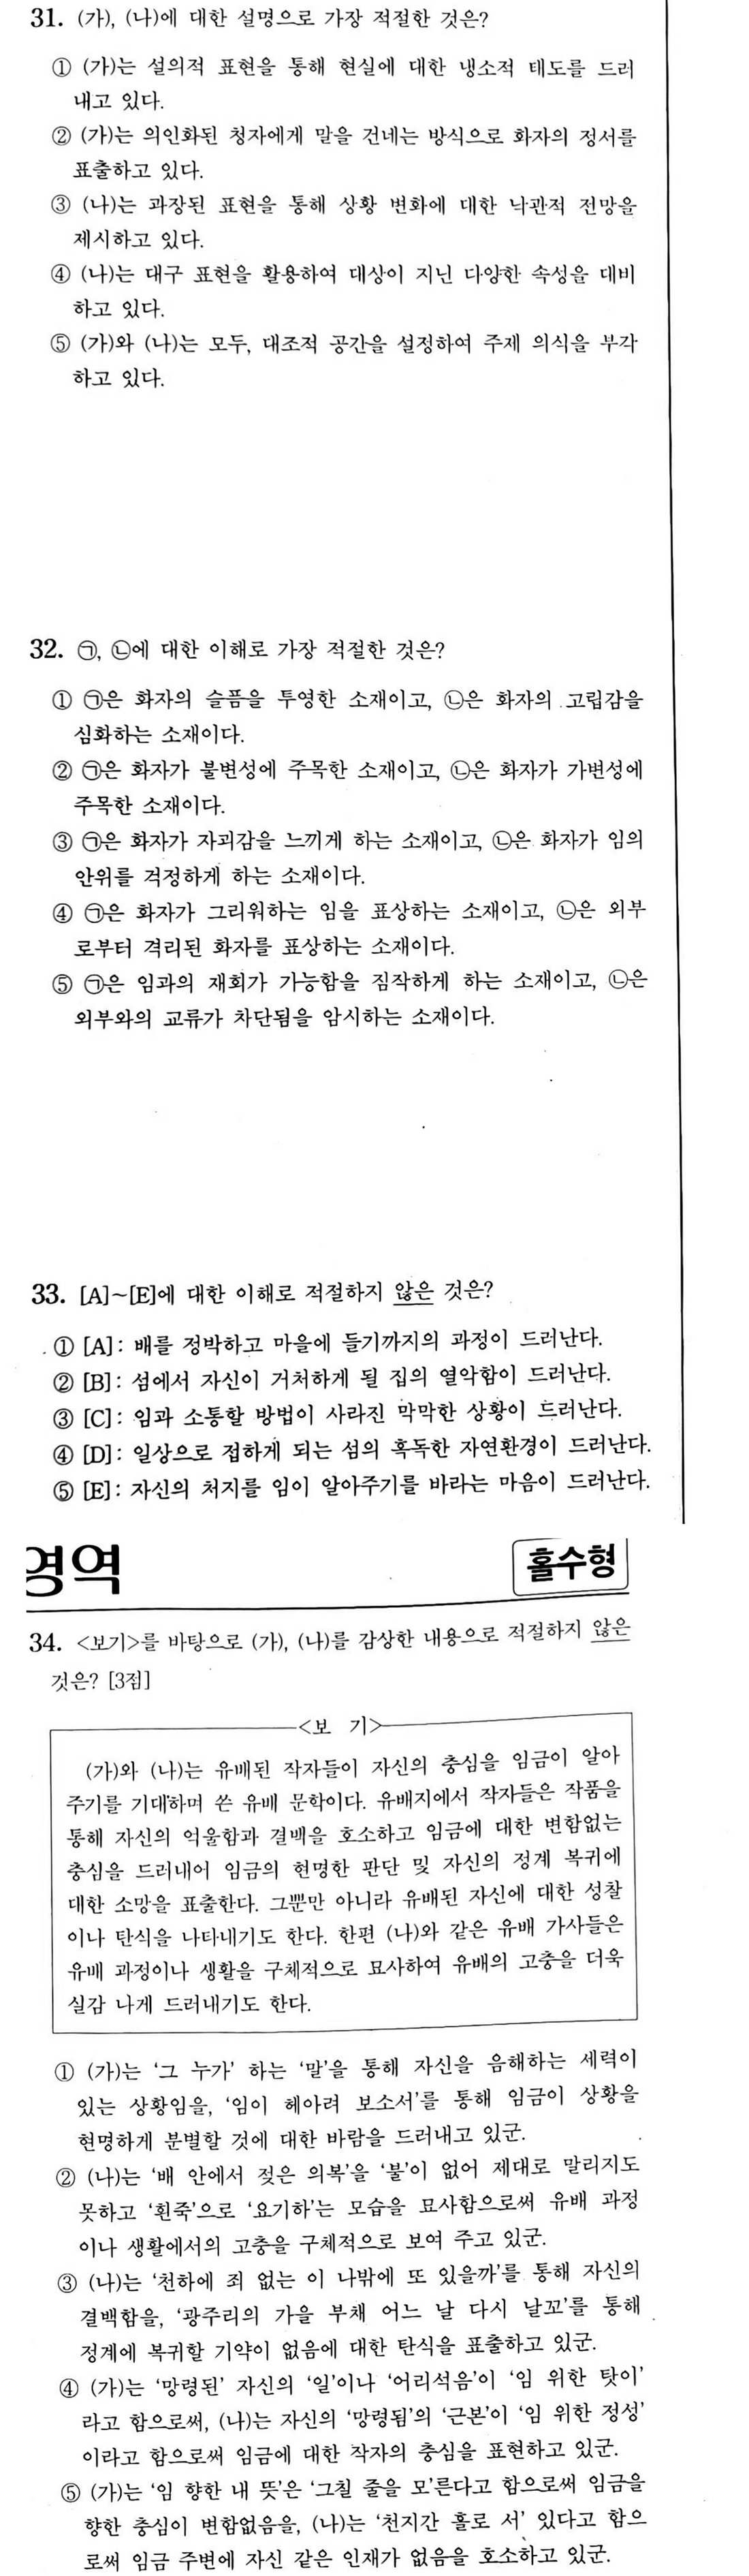 31. (가), (나)에 대한 설명으로 가장 적절한 것은?
① (가)는 설의적 표현을 통해 현실에 대한 냉소적 태도를 드러
내고 있다.
② (가)는 의인화된 청자에게 말을 건네는 방식으로 화자의 정서를
표출하고 있다.
③ (나)는 과장된 표현을 통해 상황 변화에 대한 낙관적 전망을
제시하고 있다.
④ (나)는 대구 표현을 활용하여 대상이 지닌 다양한 속성을 대비
하고 있다.
⑤ (가)와 (나)는 모두, 대조적 공간을 설정하여 주제 의식을 부각
하고 있다.
32. ㉠, ㉡에 대한 이해로 가장 적절한 것은?
① ㉠은 화자의 슬픔을 투영한 소재이고, ㉡은 화자의 고립감을
심화하는 소재이다.
② ㉠은 화자가 불변성에 주목한 소재이고, ㉡은 화자가 가변성에
주목한 소재이다.
③ ㉠은 화자가 자괴감을 느끼게 하는 소재이고, ㉡은 화자가 임의
안위를 걱정하게 하는 소재이다.
④ ㉠은 화자가 그리워하는 임을 표상하는 소재이고, ㉡은 외부
로부터 격리된 화자를 표상하는 소재이다.
⑤ ㉠은 임과의 재회가 가능함을 짐작하게 하는 소재이고, ㉡은
외부와의 교류가 차단됨을 암시하는 소재이다.
33. [A]~[E]에 대한 이해로 적절하지 않은 것은?
① [A]: 배를 정박하고 마을에 들기까지의 과정이 드러난다.
② [B]: 섬에서 자신이 거처하게 될 집의 열악함이 드러난다.
③ [C]: 임과 소통할 방법이 사라진 막막한 상황이 드러난다.
④ [D]: 일상으로 접하게 되는 섬의 혹독한 자연환경이 드러난다.
⑤ [E]: 자신의 처지를 임이 알아주기를 바라는 마음이 드러난다.
영역 홀수형
34. <보기>를 바탕으로 (가), (나)를 감상한 내용으로 적절하지 않은
것은? [3점]
<보 기>
(가)와 (나)는 유배된 작자들이 자신의 충심을 임금이 알아
주기를 기대하며 쓴 유배 문학이다. 유배지에서 작자들은 작품을
통해 자신의 억울함과 결백을 호소하고 임금에 대한 변함없는
충심을 드러내어 임금의 현명한 판단 및 자신의 정계 복귀에
대한 소망을 표출한다. 그뿐만 아니라 유배된 자신에 대한 성찰
이나 탄식을 나타내기도 한다. 한편 (나)와 같은 유배 가사들은
유배 과정이나 생활을 구체적으로 묘사하여 유배의 고충을 더욱
실감 나게 드러내기도 한다.
① (가)는 ‘그 누가’ 하는 ‘말’을 통해 자신을 음해하는 세력이
있는 상황임을, ‘임이 헤아려 보소서’를 통해 임금이 상황을
현명하게 분별할 것에 대한 바람을 드러내고 있군.
② (나)는 ‘배 안에서 젖은 의복’을 ‘불’이 없어 제대로 말리지도
못하고 ‘흰죽’으로 ‘요기하’는 모습을 묘사함으로써 유배 과정
이나 생활에서의 고충을 구체적으로 보여 주고 있군.
③ (나)는 ‘천하에 죄 없는 이 나밖에 또 있을까’를 통해 자신의
결백함을, ‘광주리의 가을 부채 어느 날 다시 날꼬’를 통해
정계에 복귀할 기약이 없음에 대한 탄식을 표출하고 있군.
④ (가)는 ‘망령된’ 자신의 ‘일’이나 ‘어리석음’이 ‘임 위한 탓이’
라고 함으로써, (나)는 자신의 ‘망령됨’의 ‘근본’이 ‘임 위한 정성’
이라고 함으로써 임금에 대한 작자의 충심을 표현하고 있군.
⑤ (가)는 ‘임 향한 내 뜻’은 ‘그칠 줄을 모’른다고 함으로써 임금을
향한 충심이 변함없음을, (나)는 ‘천지간 홀로 서’ 있다고 함으
로써 임금 주변에 자신 같은 인재가 없음을 호소하고 있군.